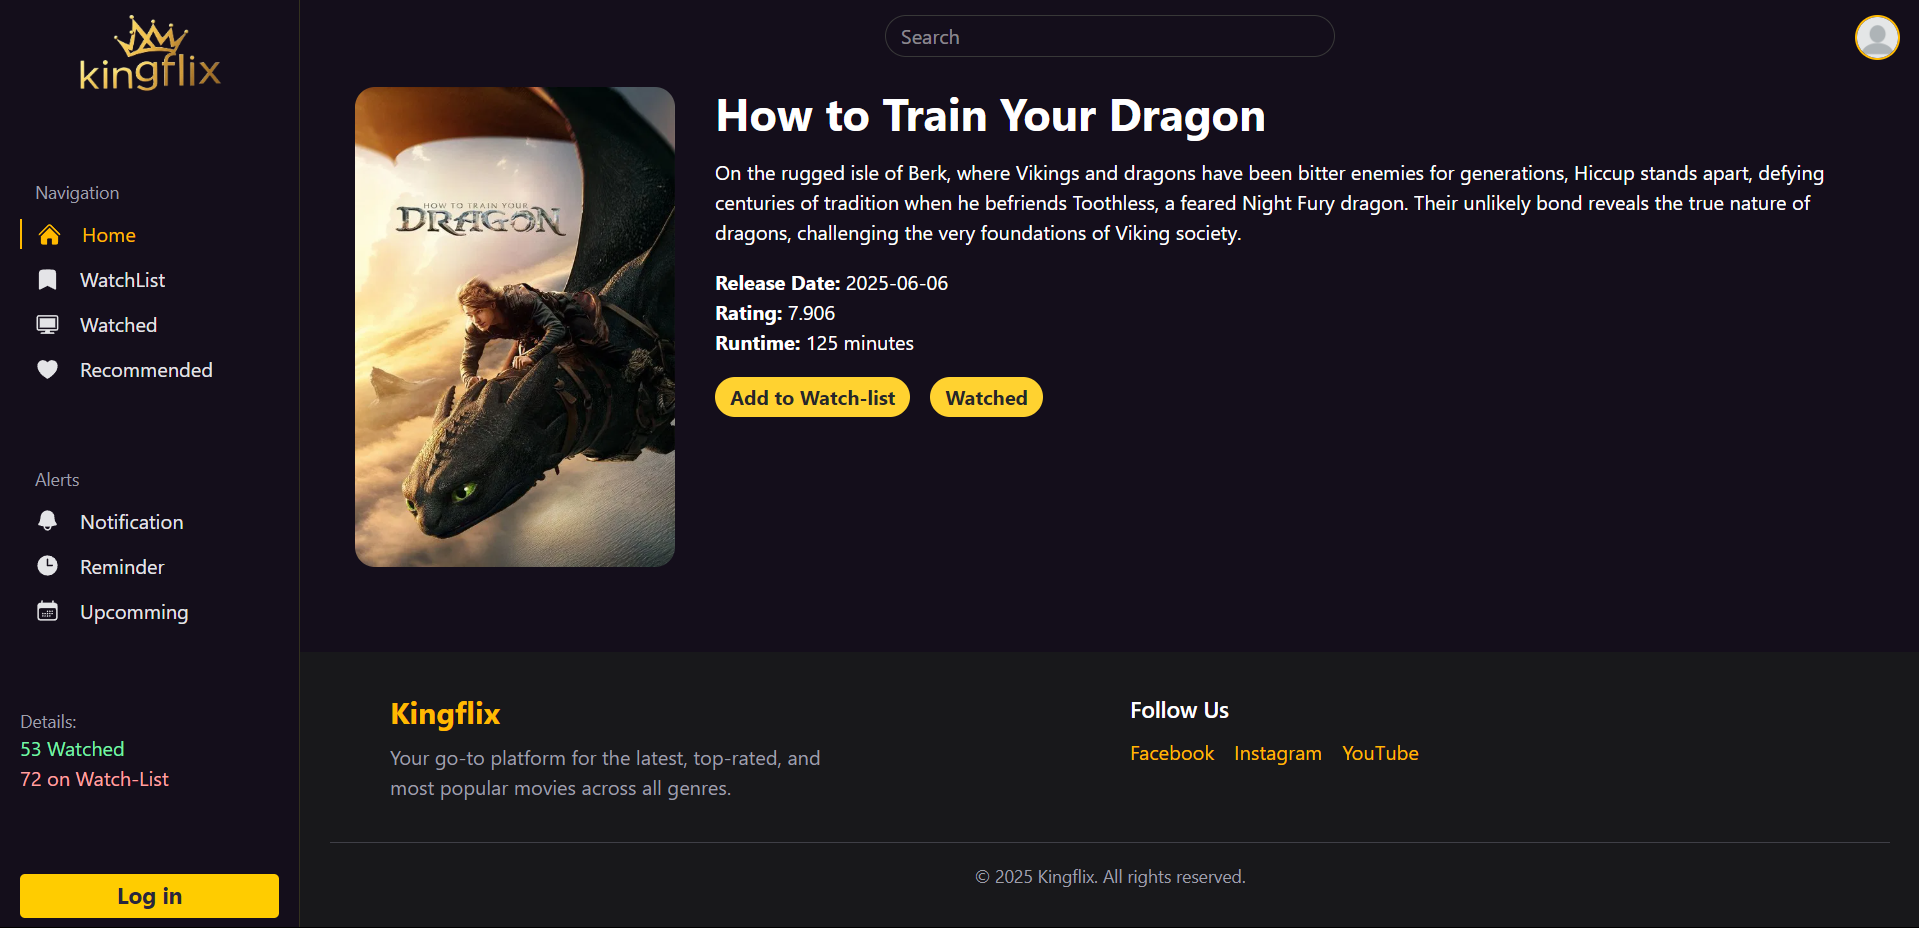 kingflix
Search
Navigation
Home
WatchList
Watched
Recommended
Alerts
Notification
Reminder
Upcomming
Details:
53 Watched
72 on Watch-List
Log in
HOW TO TRAIN YOUR
DRAGON
How to Train Your Dragon
On the rugged isle of Berk, where Vikings and dragons have been bitter enemies for generations, Hiccup stands apart, defying
centuries of tradition when he befriends Toothless, a feared Night Fury dragon. Their unlikely bond reveals the true nature of
dragons, challenging the very foundations of Viking society.
Release Date: 2025-06-06
Rating: 7.906
Runtime: 125 minutes
Add to Watch-list Watched
Kingflix
Your go-to platform for the latest, top-rated, and
most popular movies across all genres.
Follow Us
Facebook Instagram YouTube
© 2025 Kingflix. All rights reserved.